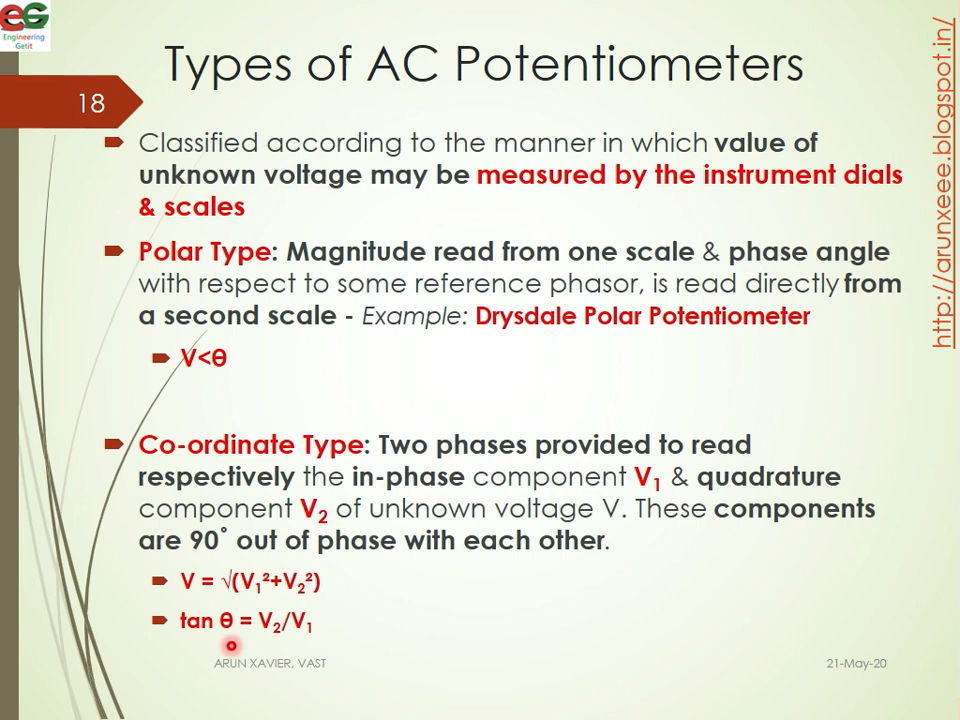 EG
Engineering
Getit
Types of AC Potentiometers
18
http://arunxeee.blogspot.in/
Classified according to the manner in which value of
unknown voltage may be measured by the instrument dials
& scales
Polar Type: Magnitude read from one scale & phase angle
with respect to some reference phasor, is read directly from
a second scale - Example: Drysdale Polar Potentiometer
V<θ
Co-ordinate Type: Two phases provided to read
respectively the in-phase component V₁ & quadrature
component V₂ of unknown voltage V. These components
are 90˚ out of phase with each other.
V = √(V₁²+V₂²)
tan θ = V₂/V₁
ARUN XAVIER, VAST
21-May-20